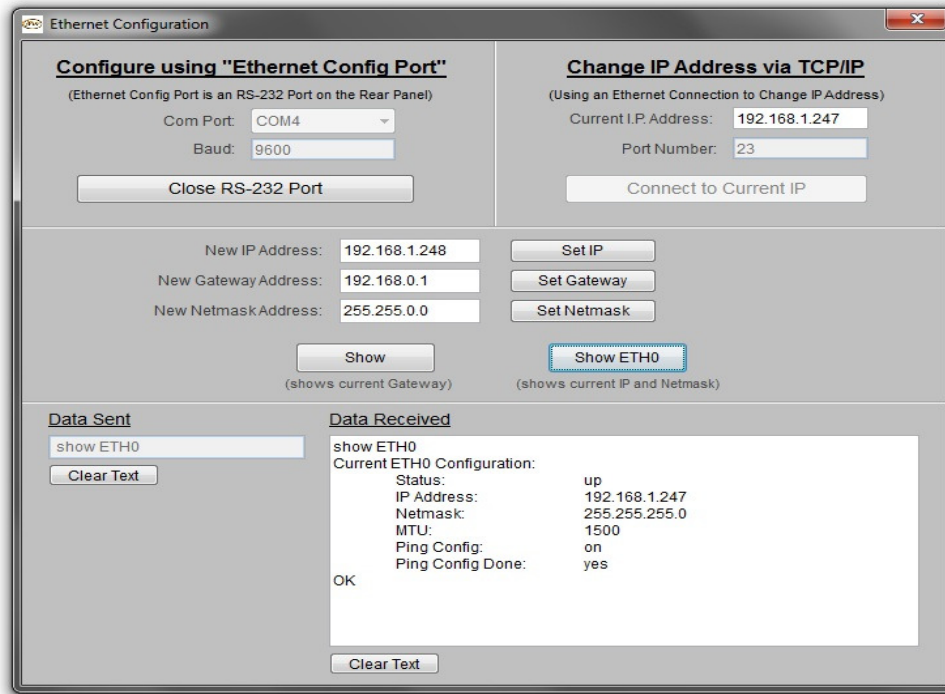 Ethernet Configuration
Configure using "Ethernet Config Port"
(Ethernet Config Port is an RS-232 Port on the Rear Panel)
Com Port: COM4
Baud: 9600
Close RS-232 Port
Change IP Address via TCP/IP
(Using an Ethernet Connection to Change IP Address)
Current I.P. Address: 192.168.1.247
Port Number: 23
Connect to Current IP
New IP Address: 192.168.1.248 Set IP
New Gateway Address: 192.168.0.1 Set Gateway
New Netmask Address: 255.255.0.0 Set Netmask
Show Show ETH0
(shows current Gateway) (shows current IP and Netmask)
Data Sent
show ETH0
Clear Text
Data Received
show ETH0
Current ETH0 Configuration:
Status: up
IP Address: 192.168.1.247
Netmask: 255.255.255.0
MTU: 1500
Ping Config: on
Ping Config Done: yes
OK
Clear Text